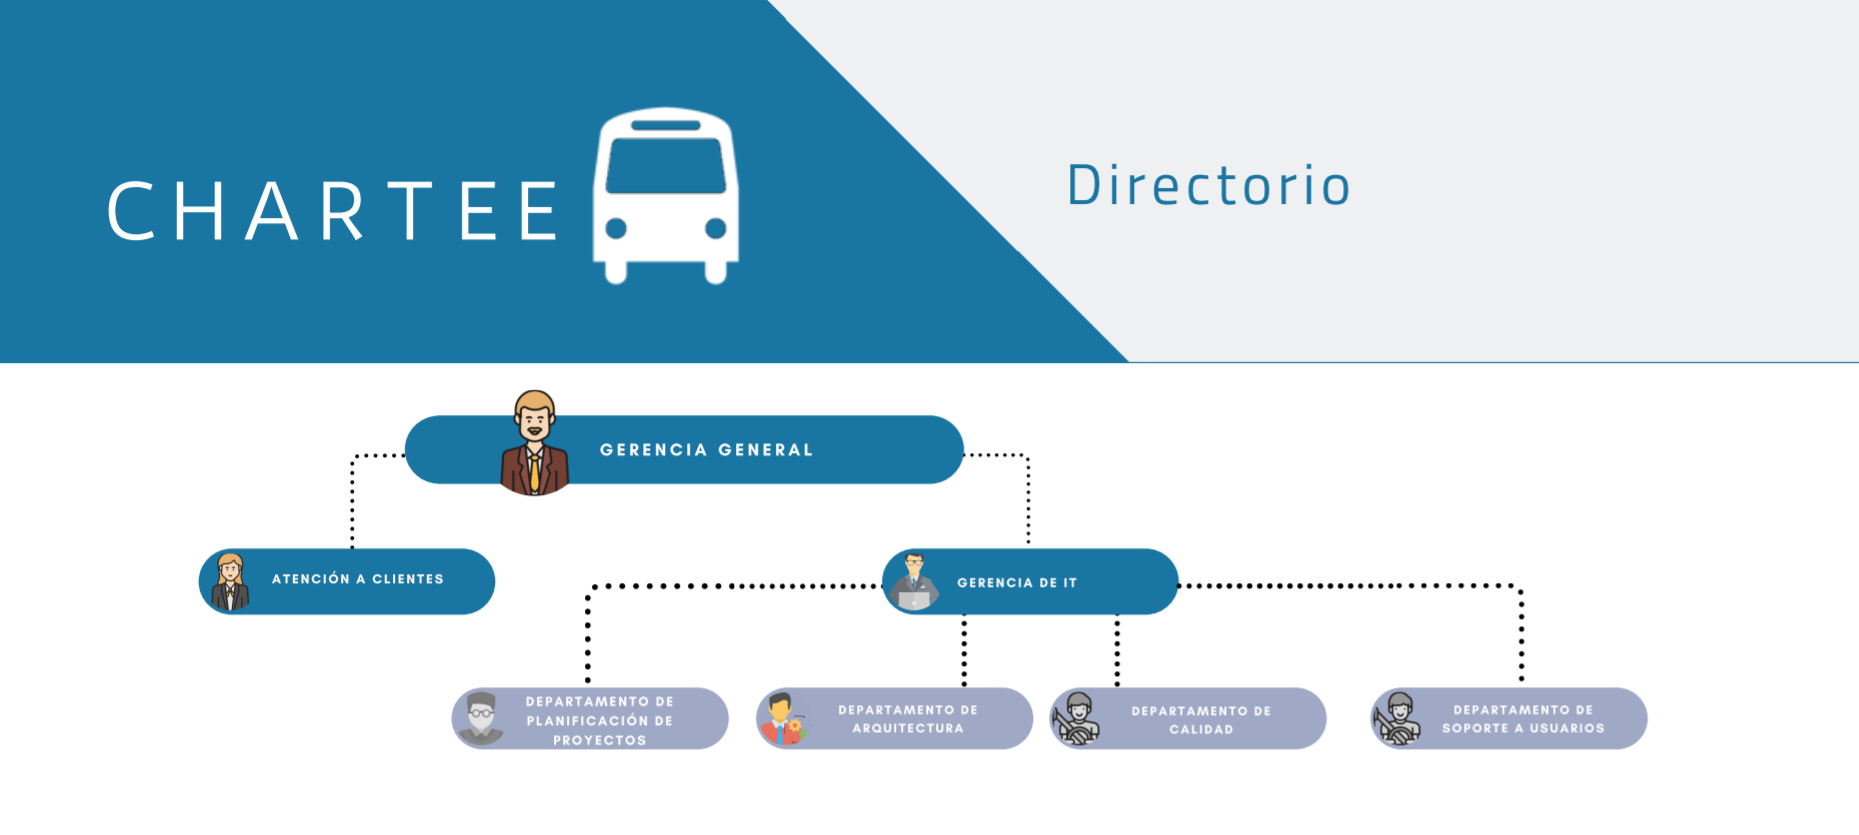 CHARTEE
Directorio
GERENCIA GENERAL
ATENCIÓN A CLIENTES
GERENCIA DE IT
DEPARTAMENTO DE
PLANIFICACIÓN DE
PROYECTOS
DEPARTAMENTO DE
ARQUITECTURA
DEPARTAMENTO DE
CALIDAD
DEPARTAMENTO DE
SOPORTE A USUARIOS